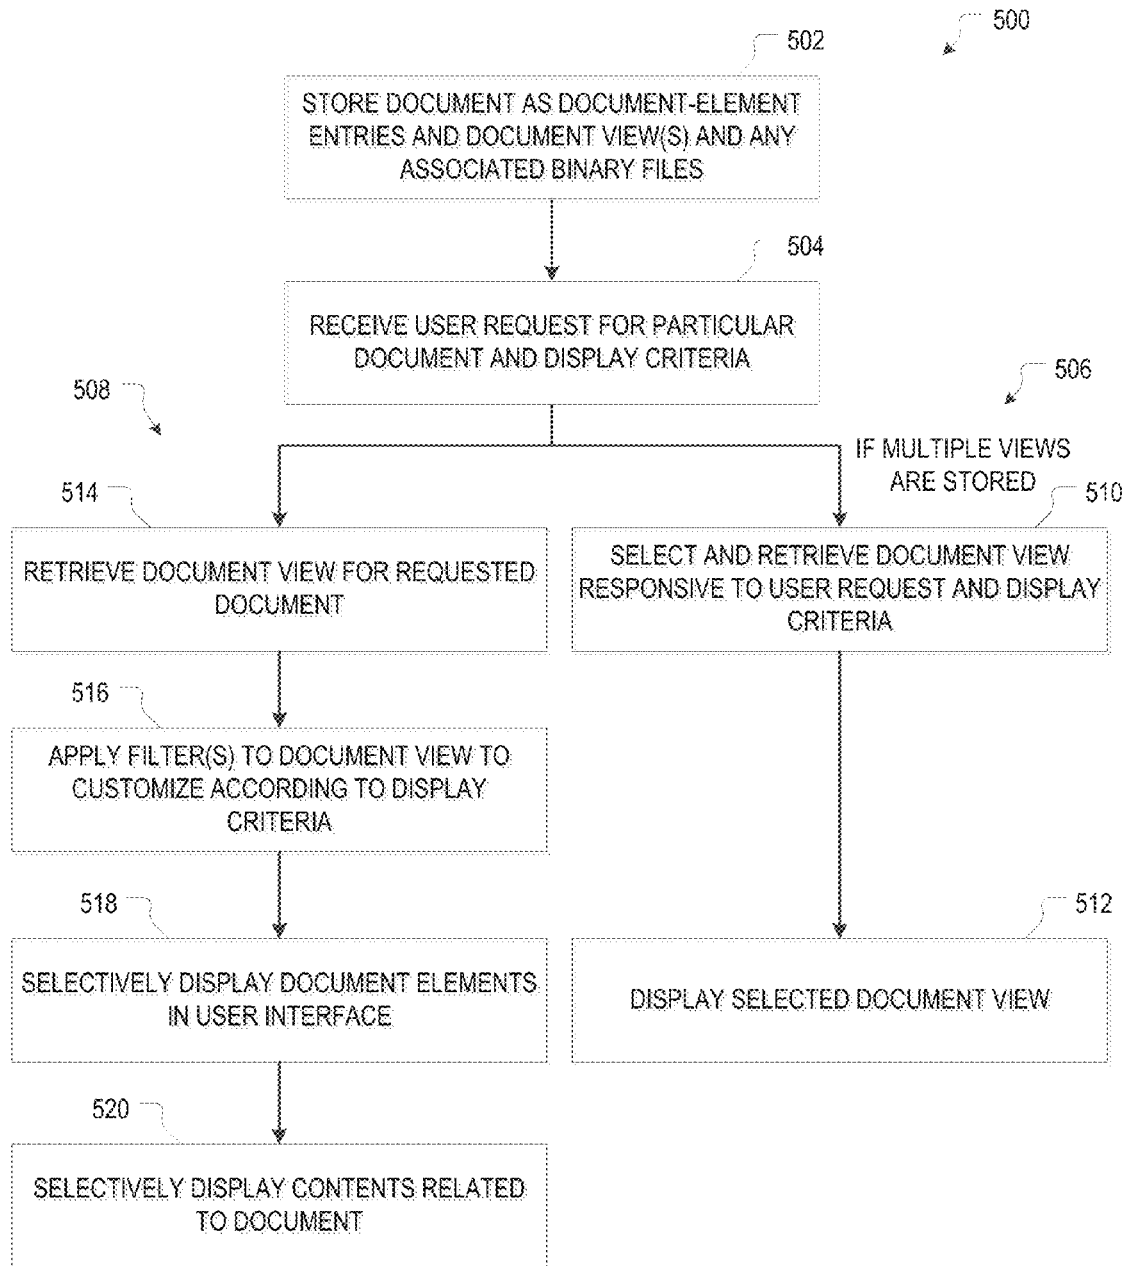 500
502
STORE DOCUMENT AS DOCUMENT-ELEMENT
ENTRIES AND DOCUMENT VIEW(S) AND ANY
ASSOCIATED BINARY FILES
504
RECEIVE USER REQUEST FOR PARTICULAR
DOCUMENT AND DISPLAY CRITERIA
508
506
IF MULTIPLE VIEWS
ARE STORED
514
RETRIEVE DOCUMENT VIEW FOR REQUESTED
DOCUMENT
510
SELECT AND RETRIEVE DOCUMENT VIEW
RESPONSIVE TO USER REQUEST AND DISPLAY
CRITERIA
516
APPLY FILTER(S) TO DOCUMENT VIEW TO
CUSTOMIZE ACCORDING TO DISPLAY
CRITERIA
518
SELECTIVELY DISPLAY DOCUMENT ELEMENTS
IN USER INTERFACE
512
DISPLAY SELECTED DOCUMENT VIEW
520
SELECTIVELY DISPLAY CONTENTS RELATED
TO DOCUMENT